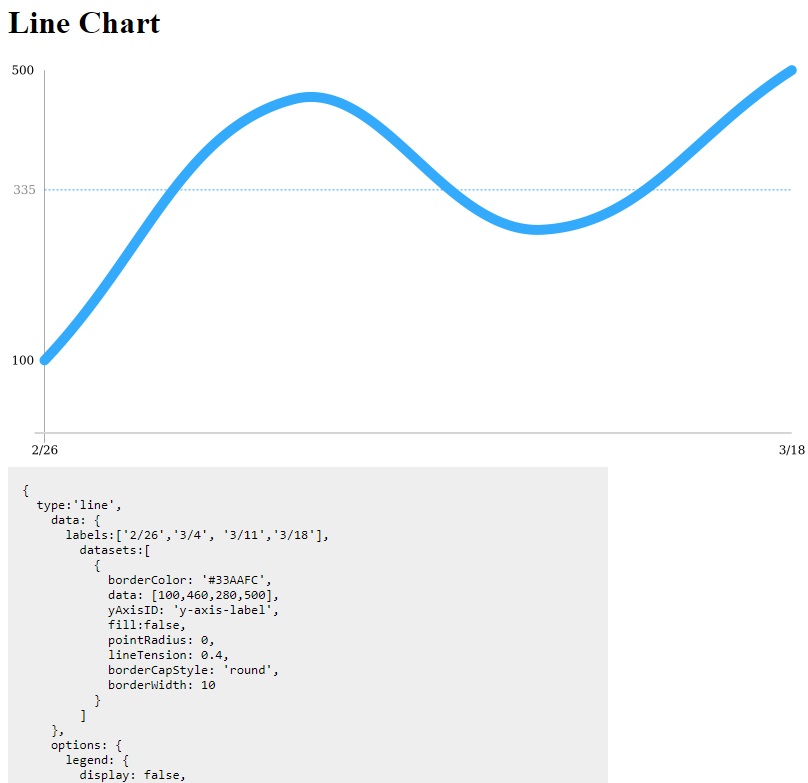 Line Chart
500
335
100
2/26 3/18
{
  type:'line',
    data: {
      labels:['2/26','3/4', '3/11','3/18'],
        datasets:[
          {
            borderColor: '#33AAFC',
            data: [100,460,280,500],
            yAxisID: 'y-axis-label',
            fill:false,
            pointRadius: 0,
            lineTension: 0.4,
            borderCapStyle: 'round',
            borderWidth: 10
          }
        ]
    },
    options: {
      legend: {
        display: false,